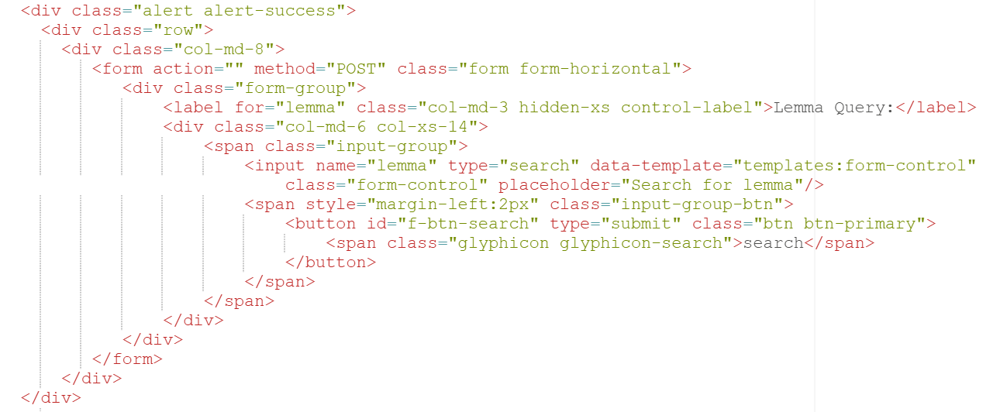 <div class="alert alert-success">
<div class="row">
<div class="col-md-8">
<form action="" method="POST" class="form form-horizontal">
<div class="form-group">
<label for="lemma" class="col-md-3 hidden-xs control-label">Lemma Query:</label>
<div class="col-md-6 col-xs-14">
<span class="input-group">
<input name="lemma" type="search" data-template="templates:form-control"
class="form-control" placeholder="Search for lemma"/>
<span style="margin-left:2px" class="input-group-btn">
<button id="f-btn-search" type="submit" class="btn btn-primary">
<span class="glyphicon glyphicon-search">search</span>
</button>
</span>
</span>
</div>
</div>
</form>
</div>
</div>